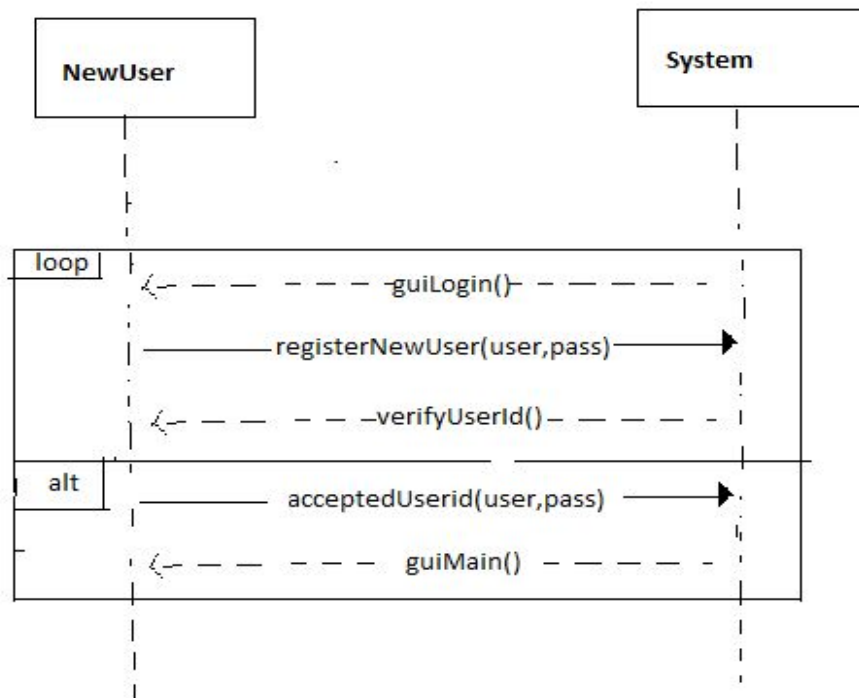 NewUser
System
loop
guiLogin()
registerNewUser(user,pass)
verifyUserId()
alt
acceptedUserid(user,pass)
guiMain()